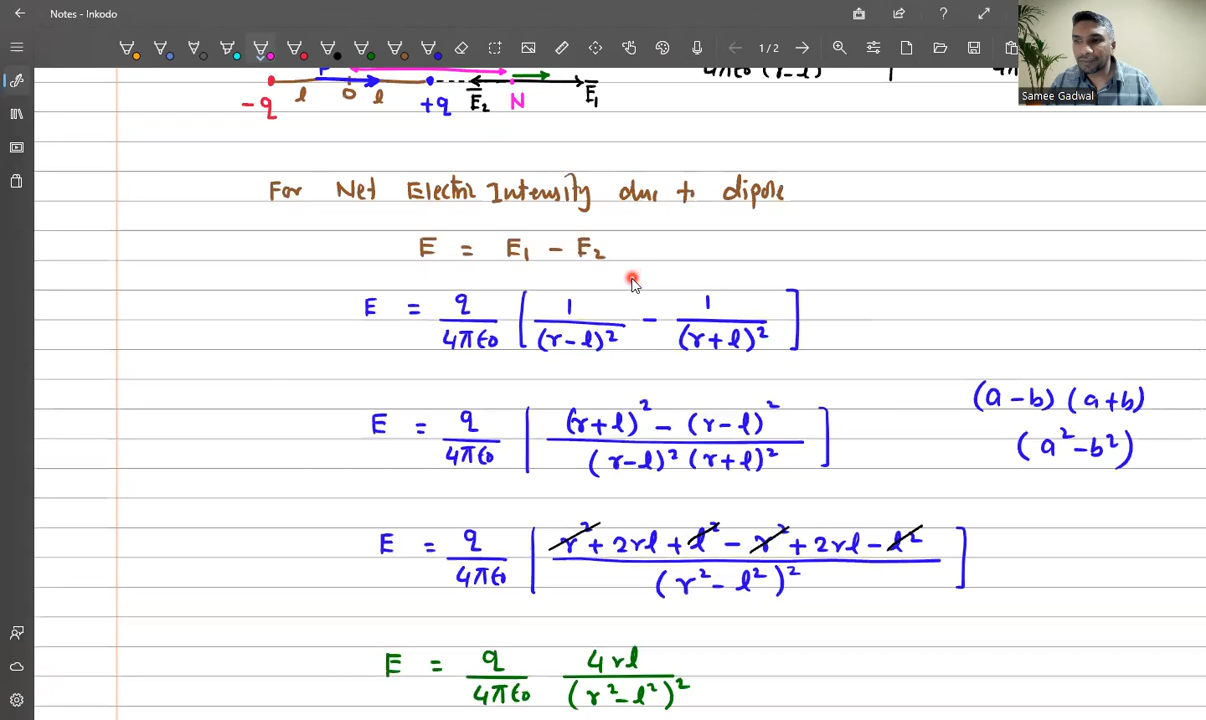 Notes - Inkodo
1/2
Samee Gadwal
-q l O l +q E2 N E1
For Net Electric Intensity due to dipole
E = E1 - E2
E = q/4πε0 [ 1/(r-l)² - 1/(r+l)² ]
E = q/4πε0 [ (r+l)² - (r-l)² / (r-l)² (r+l)² ]
(a-b) (a+b)
(a²-b²)
E = q/4πε0 [ r² + 2rl + l² - r² + 2rl - l² / (r² - l²)² ]
E = q/4πε0 4rl/(r²-l²)²